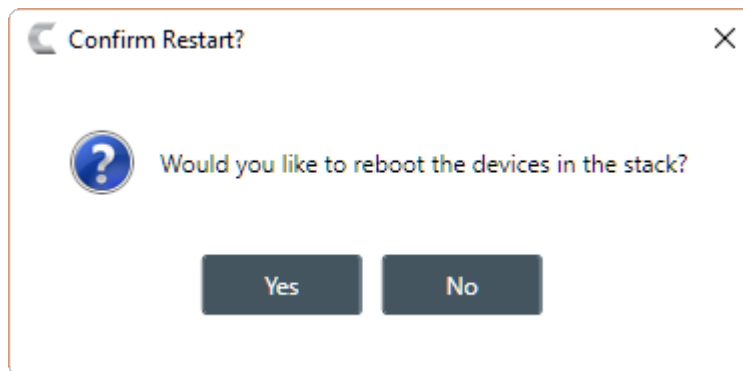 Confirm Restart?
Would you like to reboot the devices in the stack?
Yes No